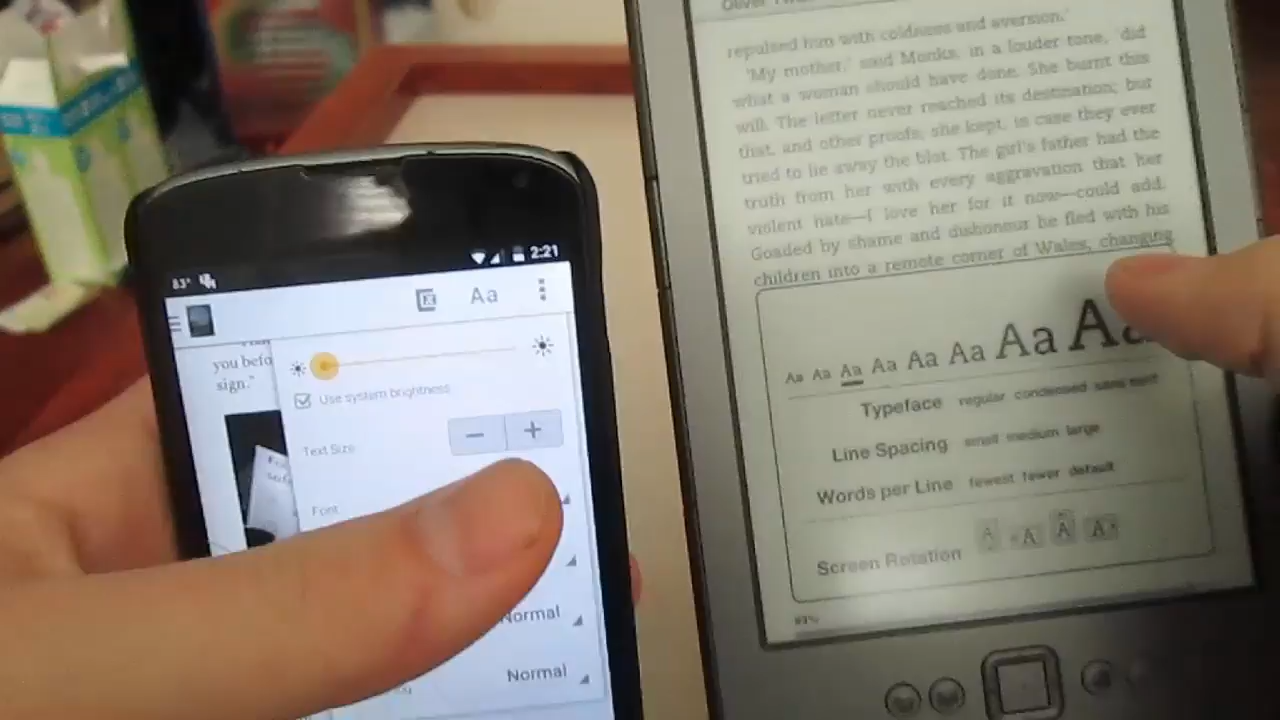 83°
2:21
Aa
you befo
sign."
Use system brightness
Text Size
−
+
Font
Normal
Normal
Oliver
repulsed him with coldness and aversion.'
'My mother,' said Monks, in a louder tone, 'did
what a woman should have done. She burnt this
will. The letter never reached its destination; but
that, and other proofs, she kept, in case they ever
tried to lie away the blot. The girl's father had the
truth from her with every aggravation that her
violent hate—I love her for it now—could add.
Goaded by shame and dishonour he fled with his
children into a remote corner of Wales, changing
Aa Aa Aa Aa Aa Aa Aa Aa
Typeface regular condensed sans serif
Line Spacing small medium large
Words per Line fewest fewer default
Screen Rotation A A A A
83%